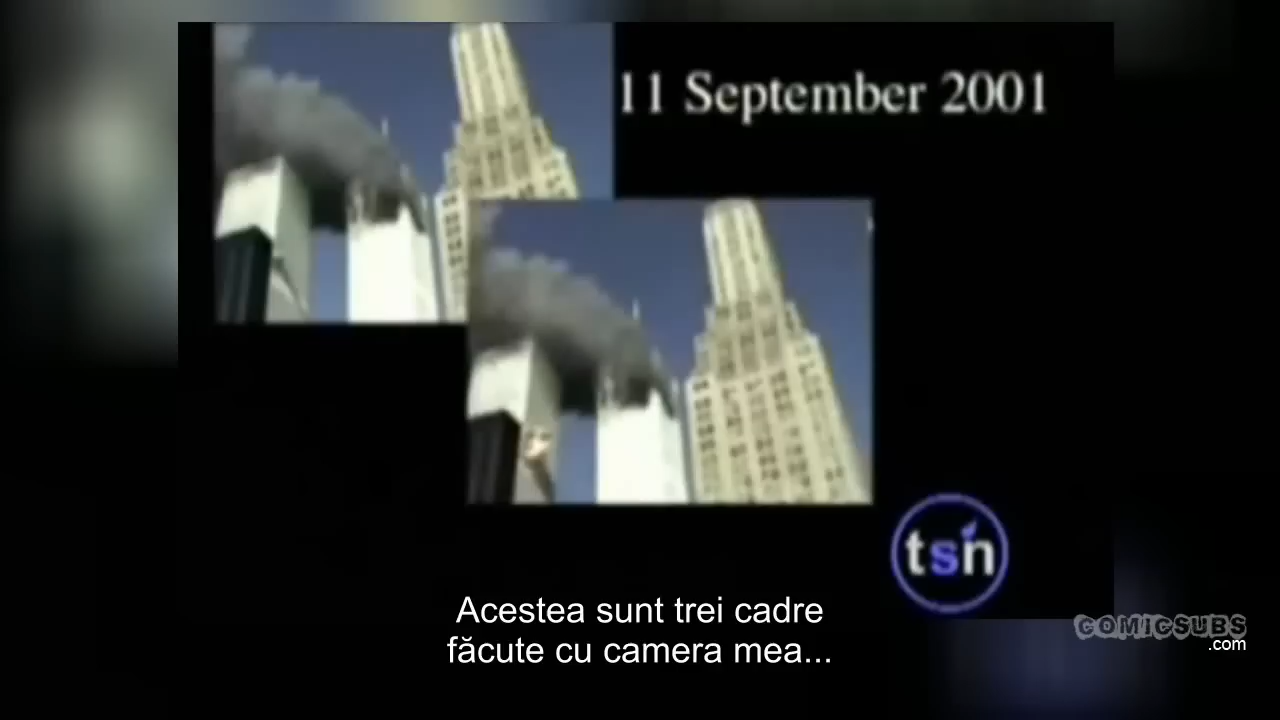 11 September 2001
tsn
Acestea sunt trei cadre
făcute cu camera mea...
COMICSUBS
.com